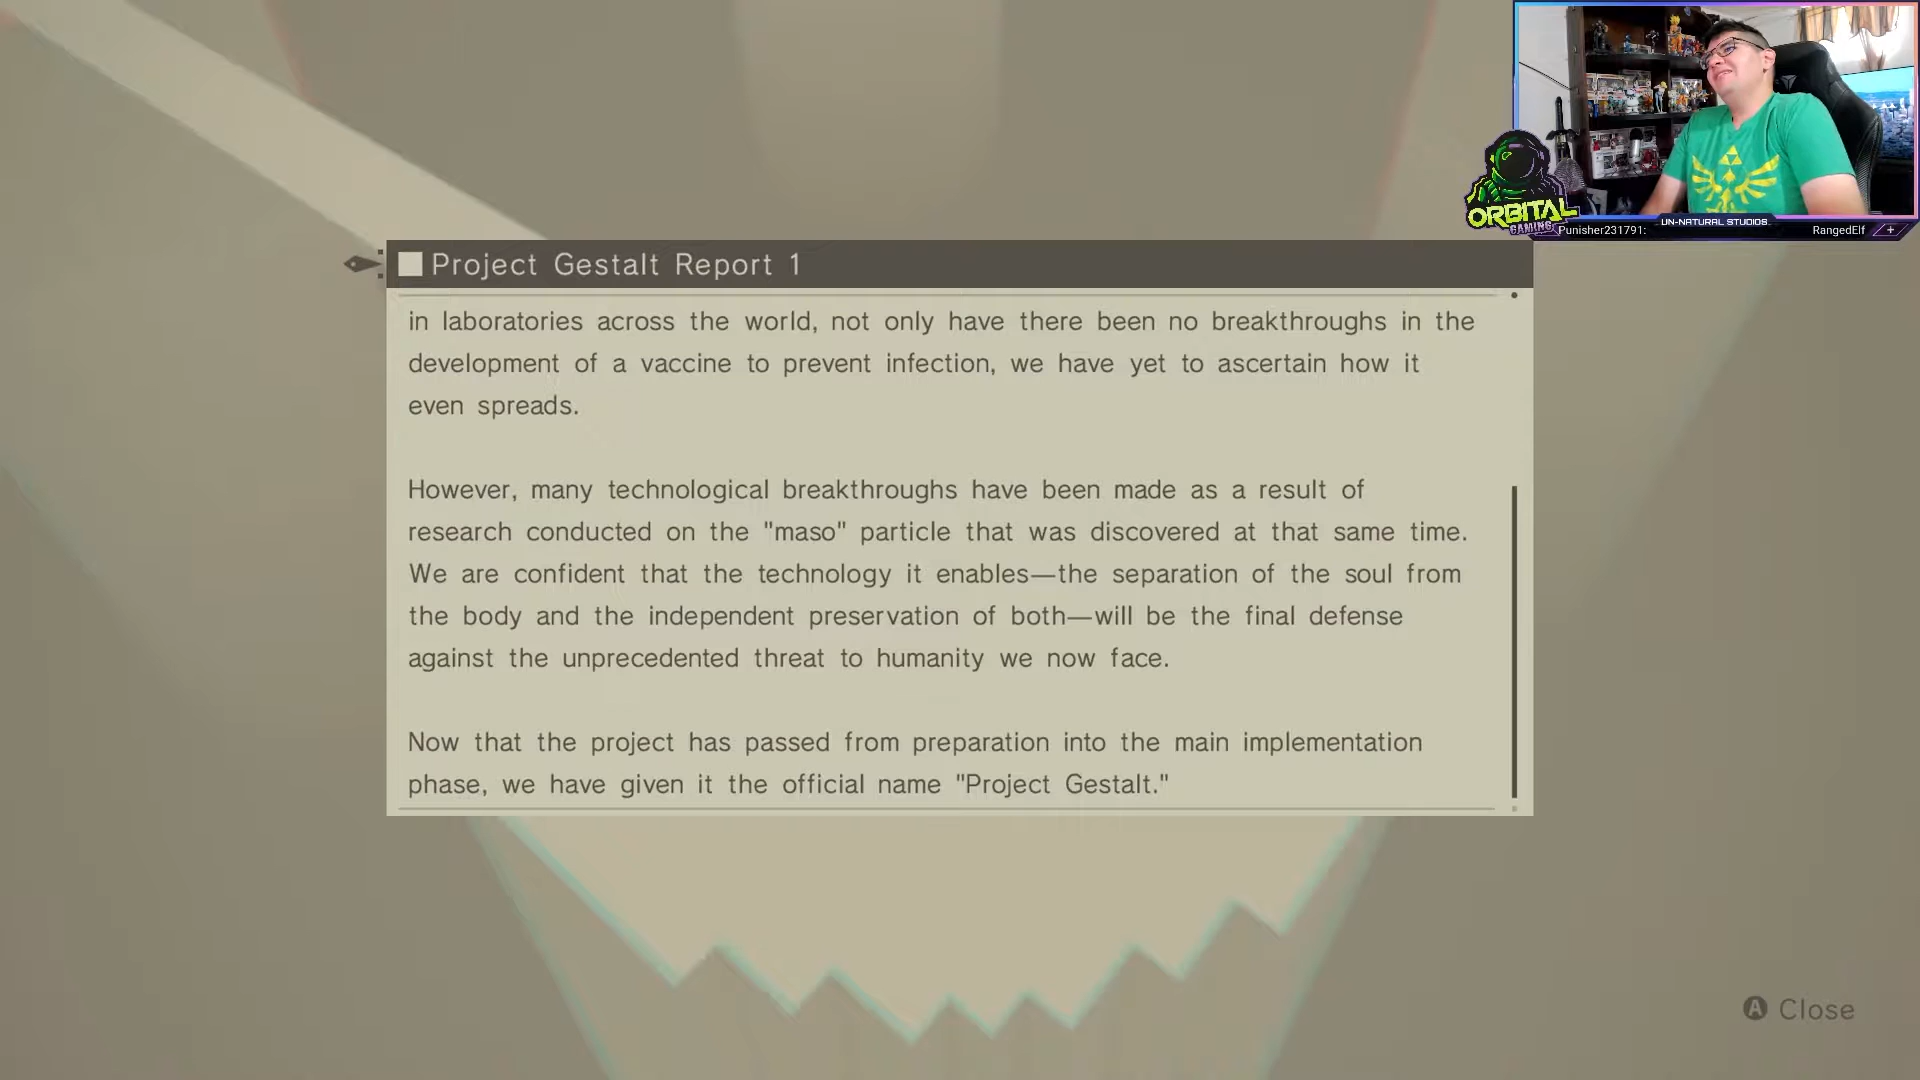 ORBITAL
GAMING
UN-NATURAL STUDIOS
Punisher231791:
RangedElf
+
Project Gestalt Report 1
in laboratories across the world, not only have there been no breakthroughs in the
development of a vaccine to prevent infection, we have yet to ascertain how it
even spreads.
However, many technological breakthroughs have been made as a result of
research conducted on the "maso" particle that was discovered at that same time.
We are confident that the technology it enables—the separation of the soul from
the body and the independent preservation of both—will be the final defense
against the unprecedented threat to humanity we now face.
Now that the project has passed from preparation into the main implementation
phase, we have given it the official name "Project Gestalt."
A Close